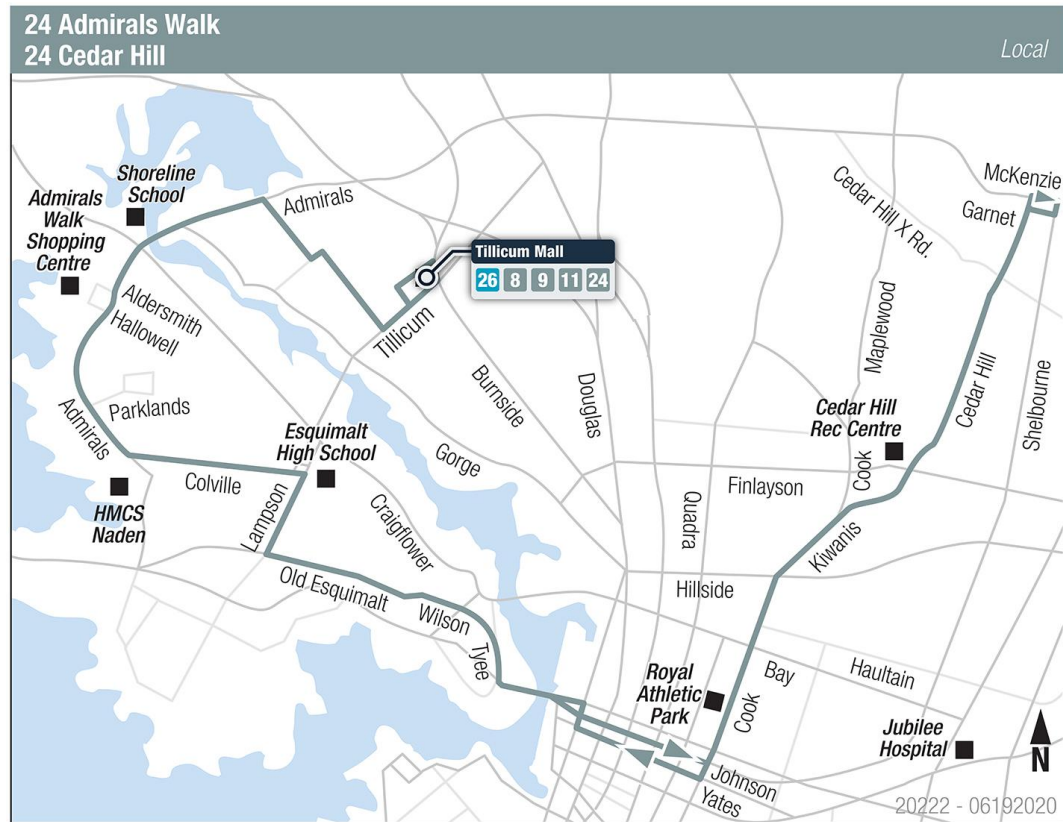 24 Admirals Walk
24 Cedar Hill
Local
Shoreline
School
Admirals
Walk
Shopping
Centre
Admirals
Tillicum Mall
26 8 9 11 24
McKenzie
Garnet
Cedar Hill X Rd.
Aldersmith
Hallowell
Tillicum
Maplewood
Burnside
Douglas
Cedar Hill
Shelbourne
Parklands
Admirals
Cedar Hill
Rec Centre
Esquimalt
High School
Gorge
Cook
Colville
Finlayson
HMCS
Naden
Lampson
Craigflower
Quadra
Kiwanis
Old Esquimalt
Hillside
Wilson
Tyee
Royal
Athletic
Park
Bay
Haultain
Cook
Jubilee
Hospital
N
Johnson
Yates
20222 - 06192020